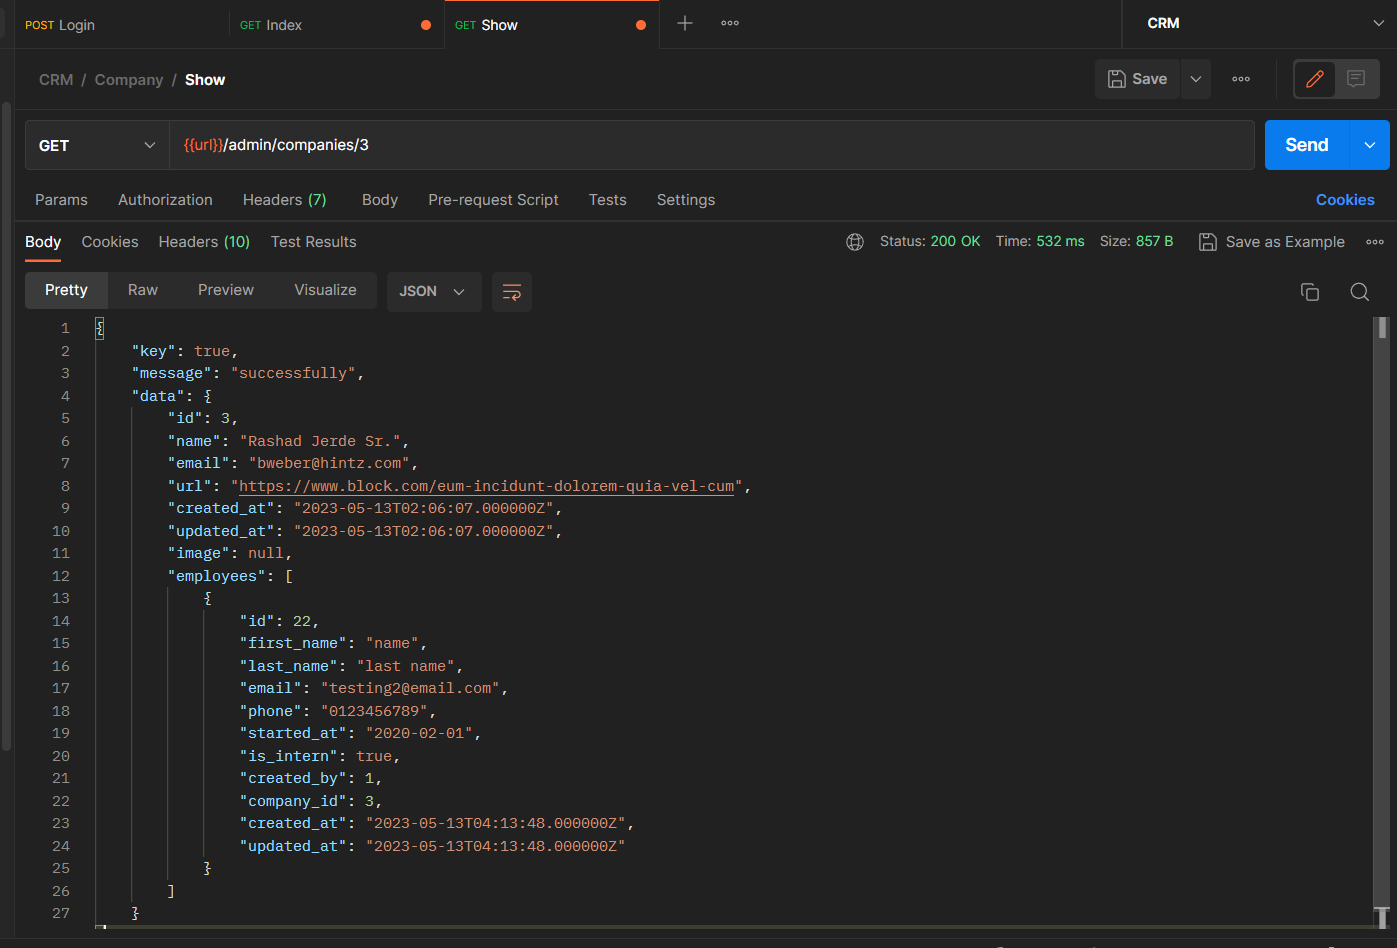 POST Login GET Index GET Show CRM
CRM / Company / Show Save
GET {{url}}/admin/companies/3 Send
Params Authorization Headers (7) Body Pre-request Script Tests Settings Cookies
Body Cookies Headers (10) Test Results Status: 200 OK Time: 532 ms Size: 857 B Save as Example
Pretty Raw Preview Visualize JSON
1 {
2 "key": true,
3 "message": "successfully",
4 "data": {
5 "id": 3,
6 "name": "Rashad Jerde Sr.",
7 "email": "bweber@hintz.com",
8 "url": "https://www.block.com/eum-incidunt-dolorem-quia-vel-cum",
9 "created_at": "2023-05-13T02:06:07.000000Z",
10 "updated_at": "2023-05-13T02:06:07.000000Z",
11 "image": null,
12 "employees": [
13 {
14 "id": 22,
15 "first_name": "name",
16 "last_name": "last name",
17 "email": "testing2@email.com",
18 "phone": "0123456789",
19 "started_at": "2020-02-01",
20 "is_intern": true,
21 "created_by": 1,
22 "company_id": 3,
23 "created_at": "2023-05-13T04:13:48.000000Z",
24 "updated_at": "2023-05-13T04:13:48.000000Z"
25 }
26 ]
27 }